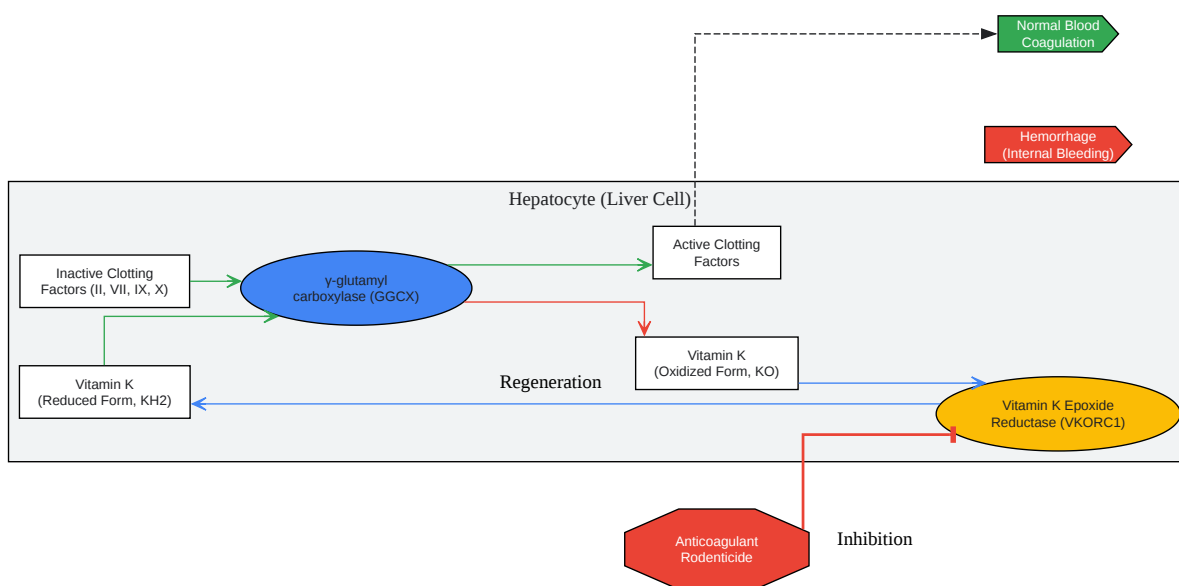 Normal Blood
Coagulation
Hemorrhage
(Internal Bleeding)
Hepatocyte (Liver Cell)
Active Clotting
Factors
Inactive Clotting
Factors (II, VII, IX, X)
γ-glutamyl
carboxylase (GGCX)
Vitamin K
(Oxidized Form, KO)
Vitamin K
(Reduced Form, KH2)
Regeneration
Vitamin K Epoxide
Reductase (VKORC1)
Anticoagulant
Rodenticide
Inhibition